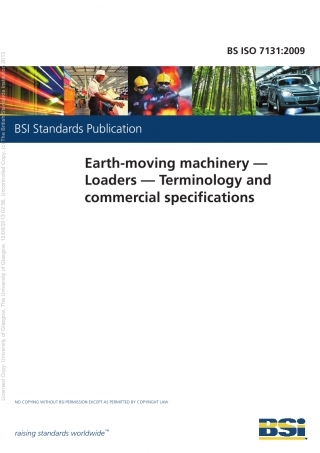 BS ISO 7131:2009
BSI Standards Publication
Earth-moving machinery —
Loaders — Terminology and
commercial specifications
NO COPYING WITHOUT BSI PERMISSION EXCEPT AS PERMITTED BY COPYRIGHT LAW
raising standards worldwide™
BSi